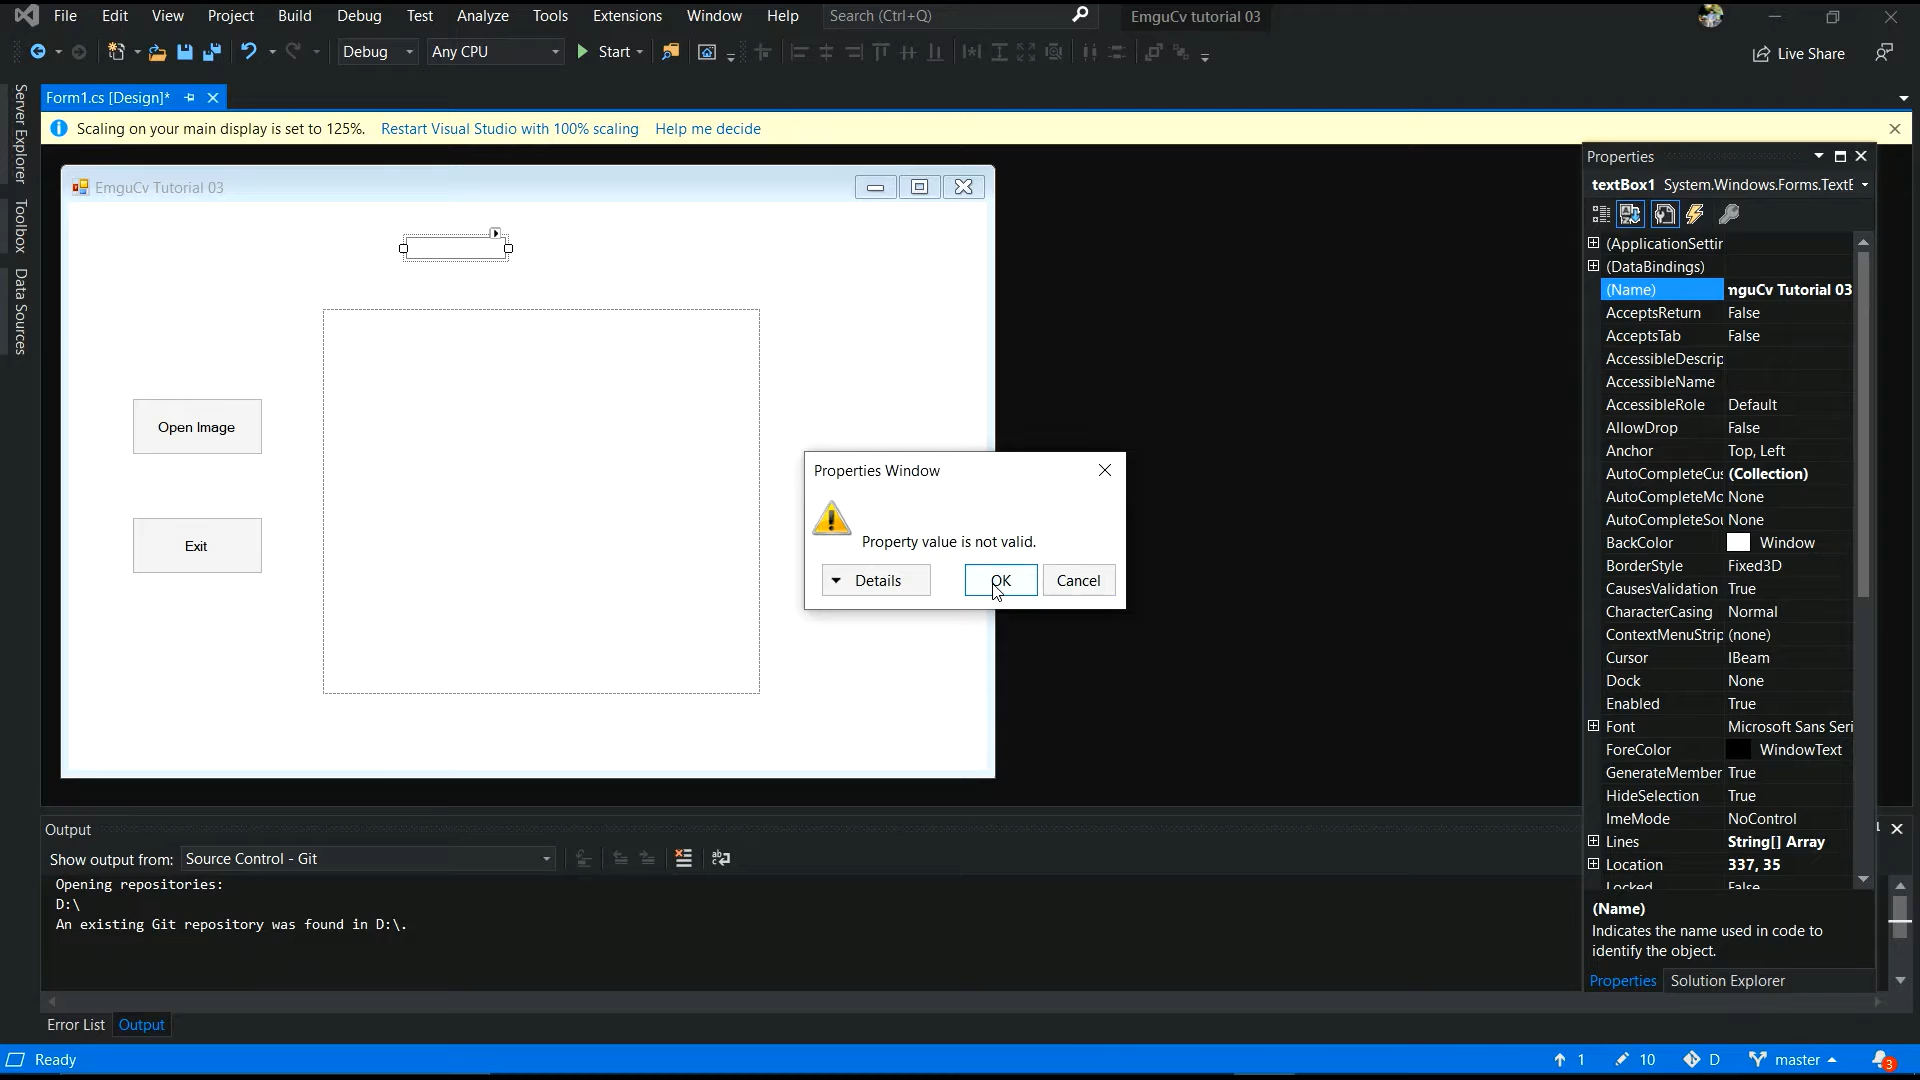 File Edit View Project Build Debug Test Analyze Tools Extensions Window Help Search (Ctrl+Q) EmguCv tutorial 03
Debug Any CPU Start Live Share
Server Explorer
Toolbox
Data Sources
Form1.cs [Design]*
Scaling on your main display is set to 125%. Restart Visual Studio with 100% scaling Help me decide
EmguCv Tutorial 03
Open Image
Exit
Properties Window
Property value is not valid.
Details OK Cancel
Properties
textBox1 System.Windows.Forms.TextE
(ApplicationSettir
(DataBindings)
(Name) nguCv Tutorial 03
AcceptsReturn False
AcceptsTab False
AccessibleDescrip
AccessibleName
AccessibleRole Default
AllowDrop False
Anchor Top, Left
AutoCompleteCus (Collection)
AutoCompleteMo None
AutoCompleteSou None
BackColor Window
BorderStyle Fixed3D
CausesValidation True
CharacterCasing Normal
ContextMenuStrip (none)
Cursor IBeam
Dock None
Enabled True
Font Microsoft Sans Seri
ForeColor WindowText
GenerateMember True
HideSelection True
ImeMode NoControl
Lines String[] Array
Location 337, 35
Locked False
(Name)
Indicates the name used in code to
identify the object.
Properties Solution Explorer
Output
Show output from: Source Control - Git
Opening repositories:
D:\
An existing Git repository was found in D:\.
Error List Output
Ready 1 10 D master 3